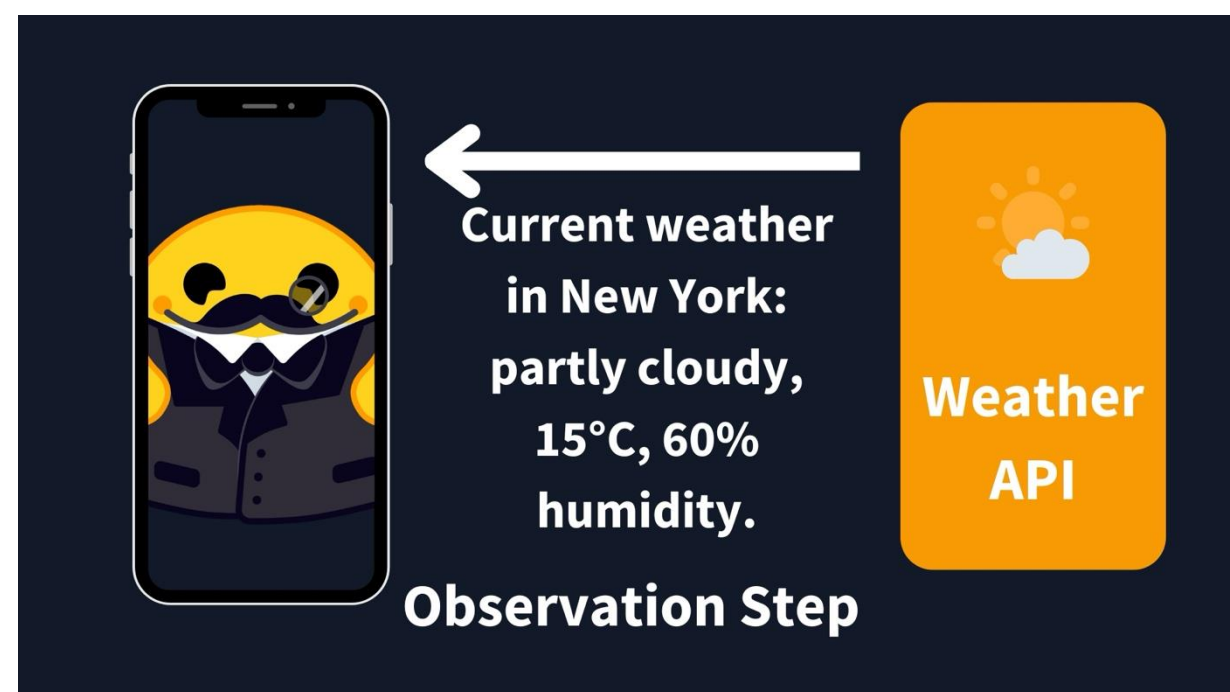 Current weather
in New York:
partly cloudy,
15°C, 60%
humidity.
Weather
API
Observation Step